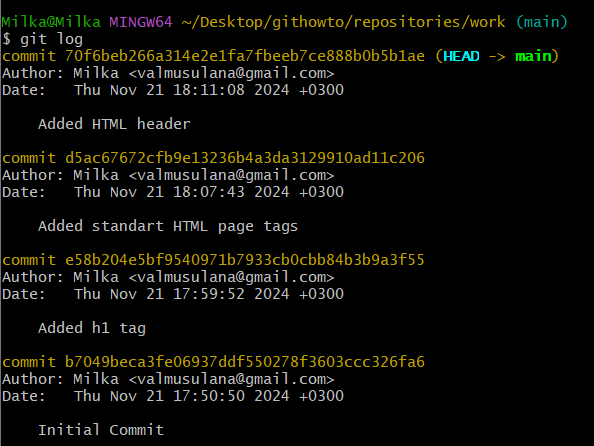 Milka@Milka MINGW64 ~/Desktop/githowto/repositories/work (main)
$ git log
commit 70f6beb266a314e2e1fa7fbeeb7ce888b0b5b1ae (HEAD -> main)
Author: Milka <valmusulana@gmail.com>
Date:   Thu Nov 21 18:11:08 2024 +0300
    Added HTML header
commit d5ac67672cfb9e13236b4a3da3129910ad11c206
Author: Milka <valmusulana@gmail.com>
Date:   Thu Nov 21 18:07:43 2024 +0300
    Added standart HTML page tags
commit e58b204e5bf9540971b7933cb0cbb84b3b9a3f55
Author: Milka <valmusulana@gmail.com>
Date:   Thu Nov 21 17:59:52 2024 +0300
    Added h1 tag
commit b7049beca3fe06937ddf550278f3603ccc326fa6
Author: Milka <valmusulana@gmail.com>
Date:   Thu Nov 21 17:50:50 2024 +0300
    Initial Commit